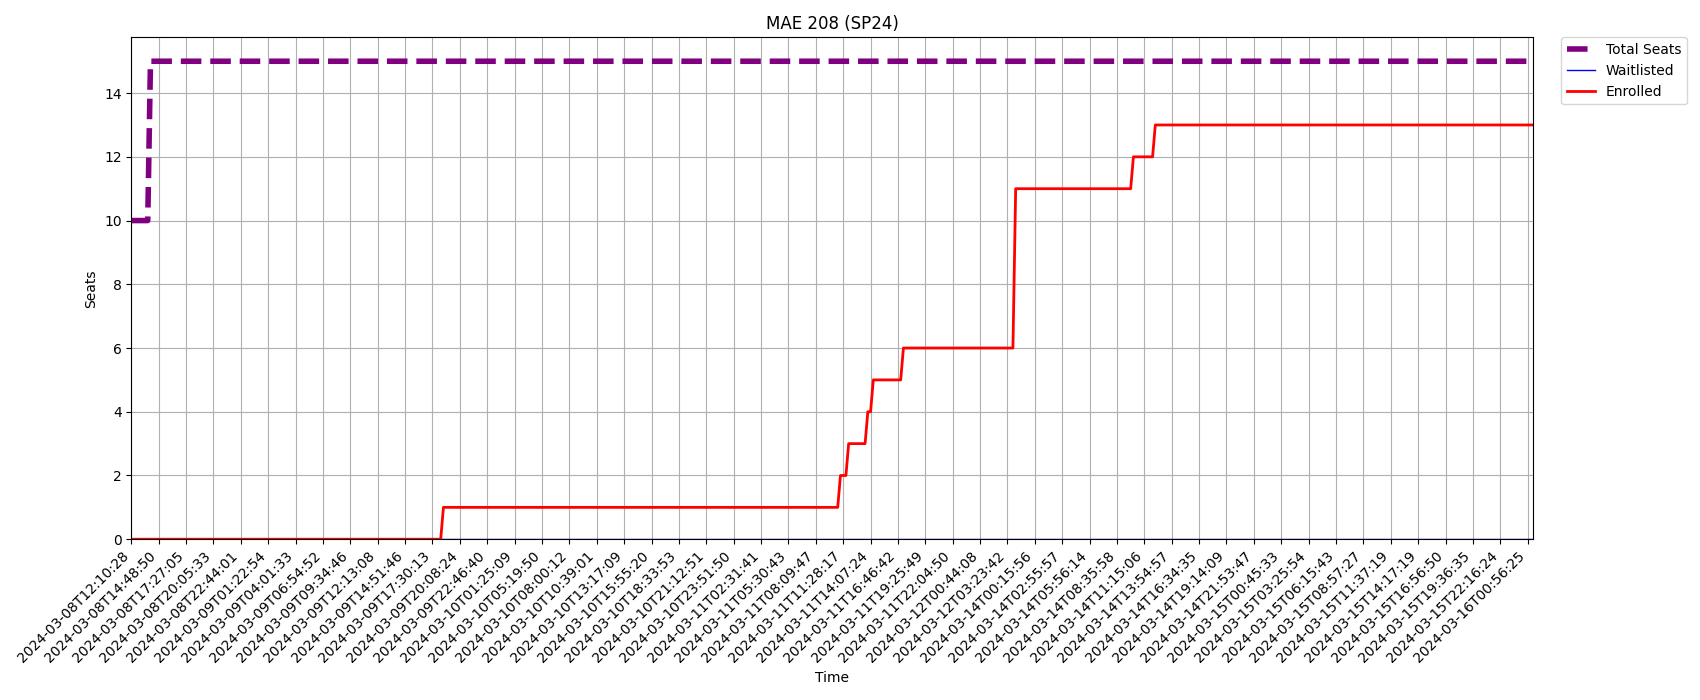 MAE 208 (SP24)
Total Seats
Waitlisted
Enrolled
14
12
10
8
6
4
2
0
Seats
2024-03-08T12:10:28
2024-03-08T14:48:50
2024-03-08T17:27:05
2024-03-08T20:05:33
2024-03-08T22:44:01
2024-03-09T01:22:54
2024-03-09T04:01:33
2024-03-09T06:54:52
2024-03-09T09:34:46
2024-03-09T12:13:08
2024-03-09T14:51:46
2024-03-09T17:30:13
2024-03-09T20:08:24
2024-03-09T22:46:40
2024-03-10T01:25:09
2024-03-10T05:19:50
2024-03-10T08:00:12
2024-03-10T10:39:01
2024-03-10T13:17:09
2024-03-10T15:55:20
2024-03-10T18:33:53
2024-03-10T21:12:51
2024-03-10T23:51:50
2024-03-11T02:31:41
2024-03-11T05:30:43
2024-03-11T08:09:47
2024-03-11T11:28:17
2024-03-11T14:07:24
2024-03-11T16:46:42
2024-03-11T19:25:49
2024-03-11T22:04:50
2024-03-12T00:44:08
2024-03-12T03:23:42
2024-03-14T00:15:56
2024-03-14T02:55:57
2024-03-14T05:56:14
2024-03-14T08:35:58
2024-03-14T11:15:06
2024-03-14T13:54:57
2024-03-14T16:34:35
2024-03-14T19:14:09
2024-03-14T21:53:47
2024-03-15T00:45:33
2024-03-15T03:25:54
2024-03-15T06:15:43
2024-03-15T08:57:27
2024-03-15T11:37:19
2024-03-15T14:17:19
2024-03-15T16:56:50
2024-03-15T19:36:35
2024-03-15T22:16:24
2024-03-16T00:56:25
Time